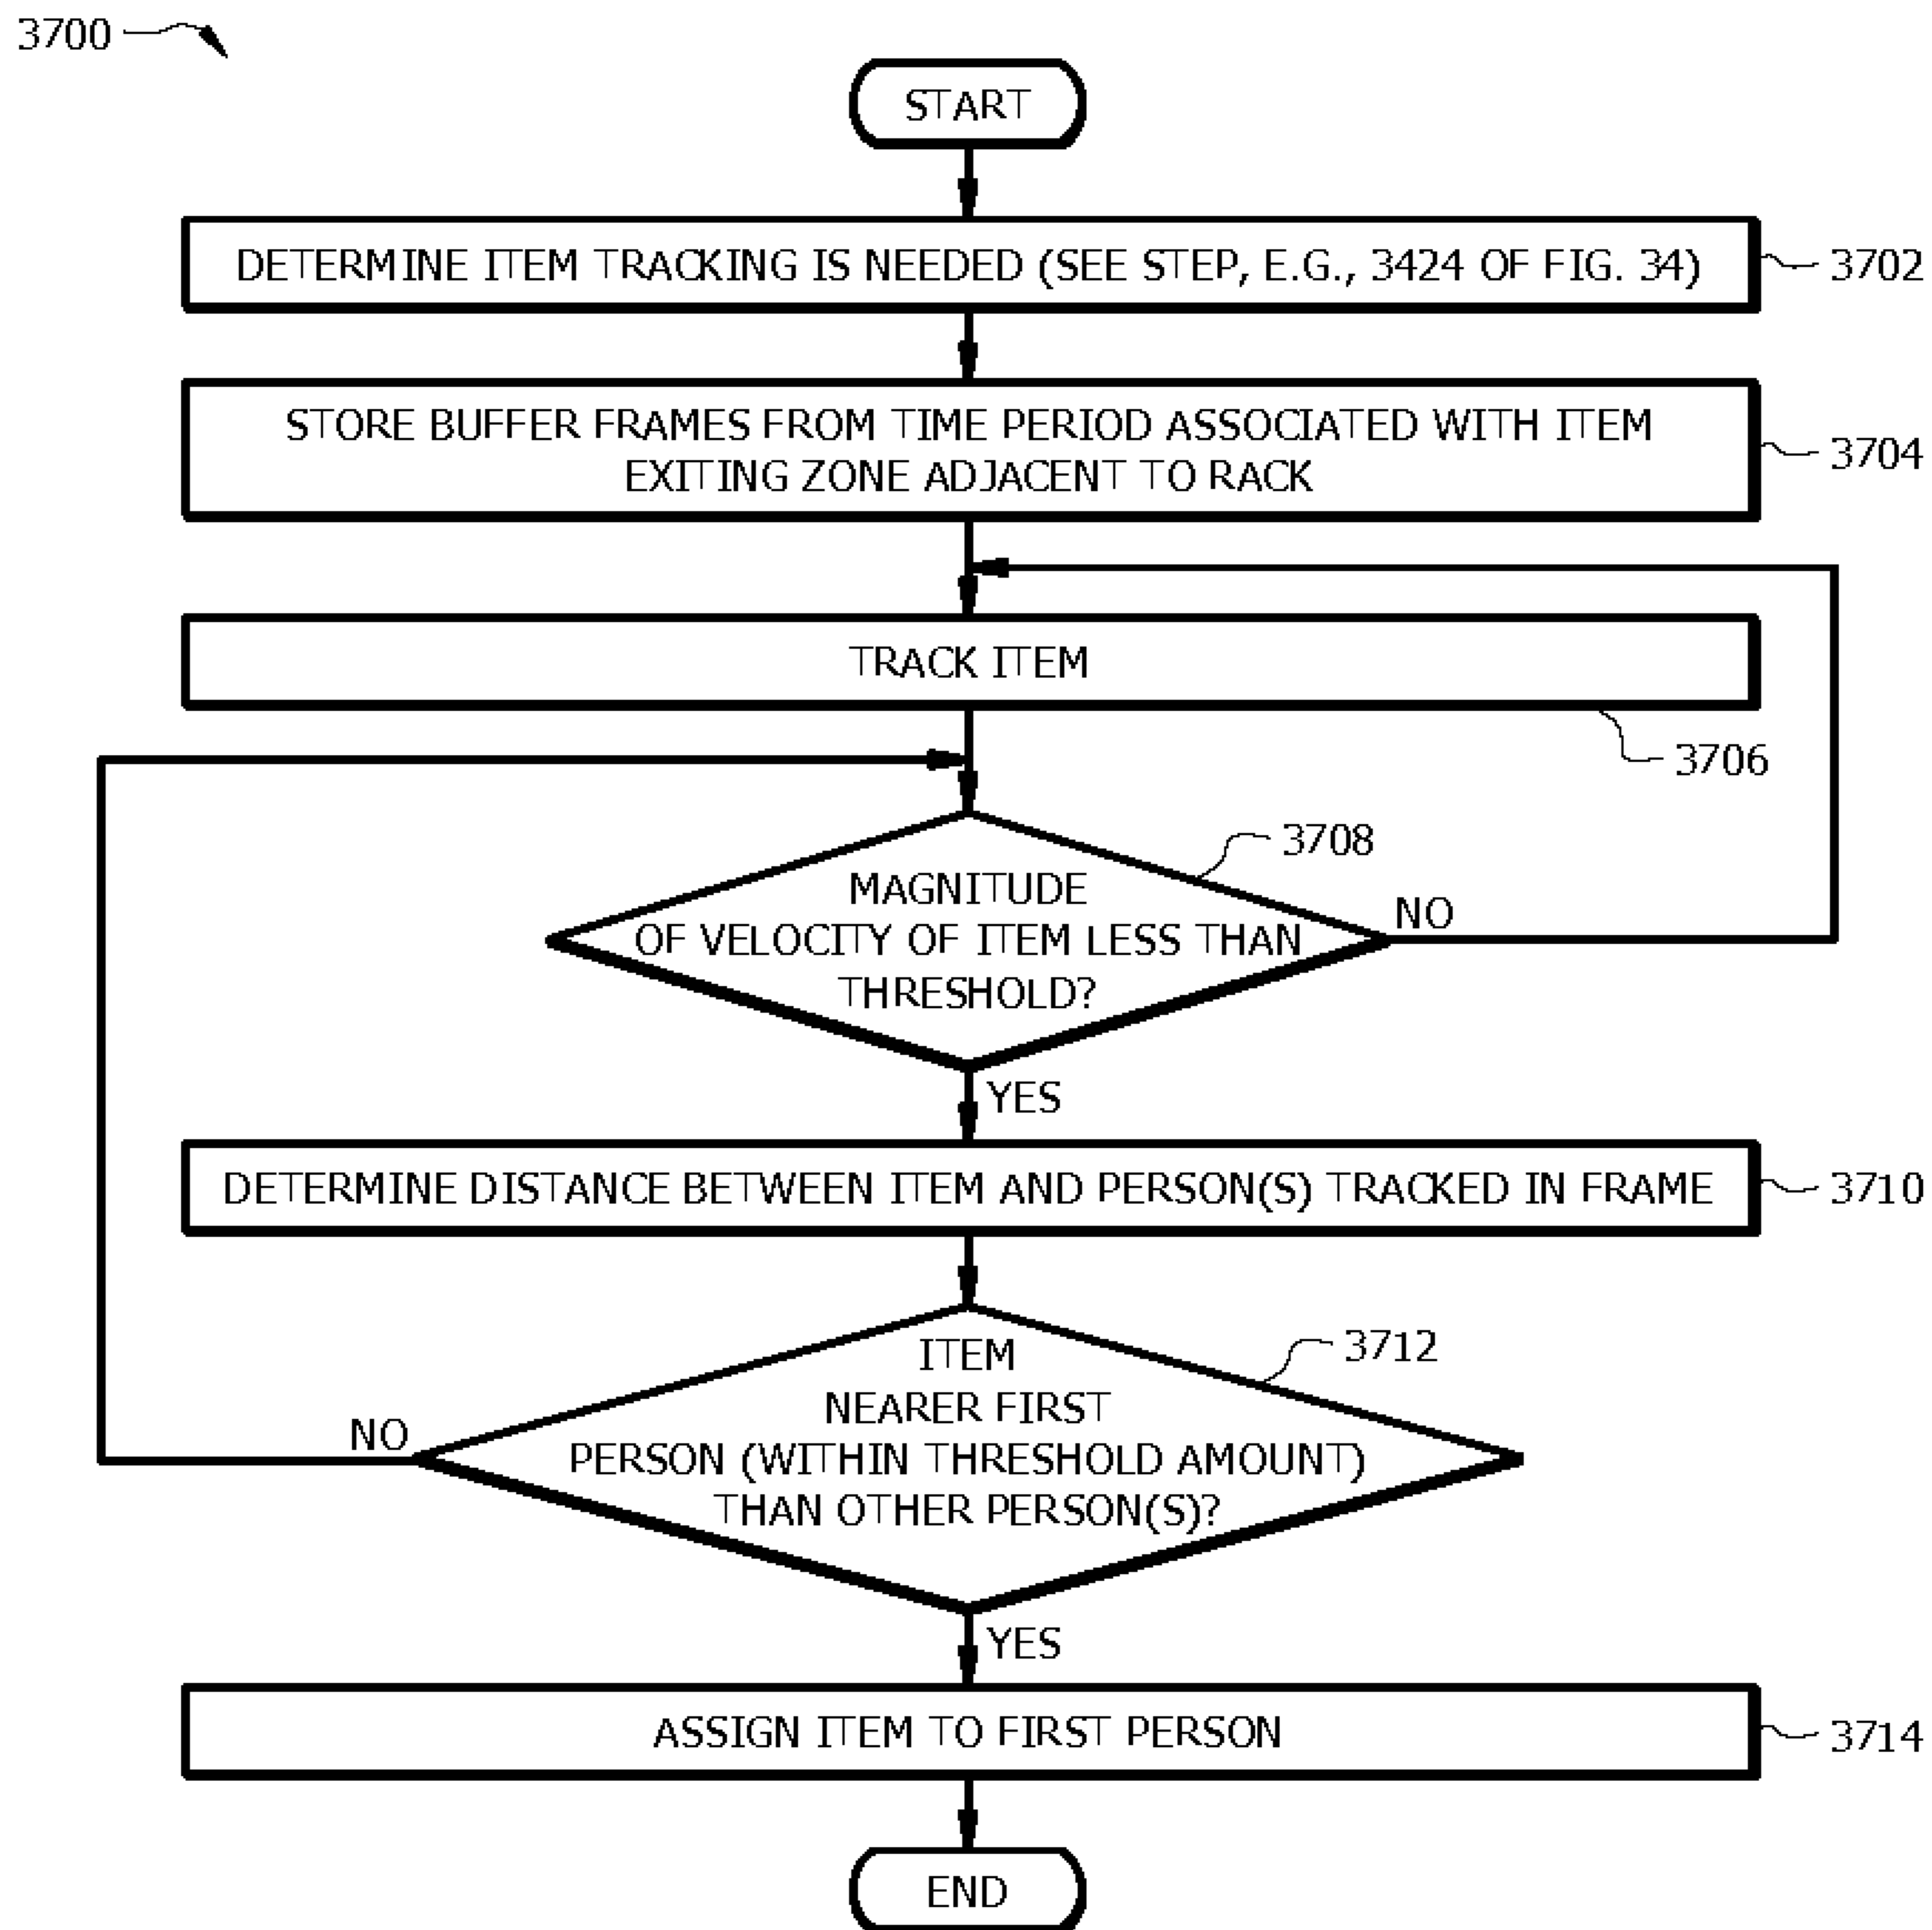 3700
START
DETERMINE ITEM TRACKING IS NEEDED (SEE STEP, E.G., 3424 OF FIG. 34)
3702
STORE BUFFER FRAMES FROM TIME PERIOD ASSOCIATED WITH ITEM
EXITING ZONE ADJACENT TO RACK
3704
TRACK ITEM
3706
3708
MAGNITUDE
OF VELOCITY OF ITEM LESS THAN
THRESHOLD?
NO
YES
DETERMINE DISTANCE BETWEEN ITEM AND PERSON(S) TRACKED IN FRAME
3710
3712
ITEM
NEARER FIRST
PERSON (WITHIN THRESHOLD AMOUNT)
THAN OTHER PERSON(S)?
NO
YES
ASSIGN ITEM TO FIRST PERSON
3714
END